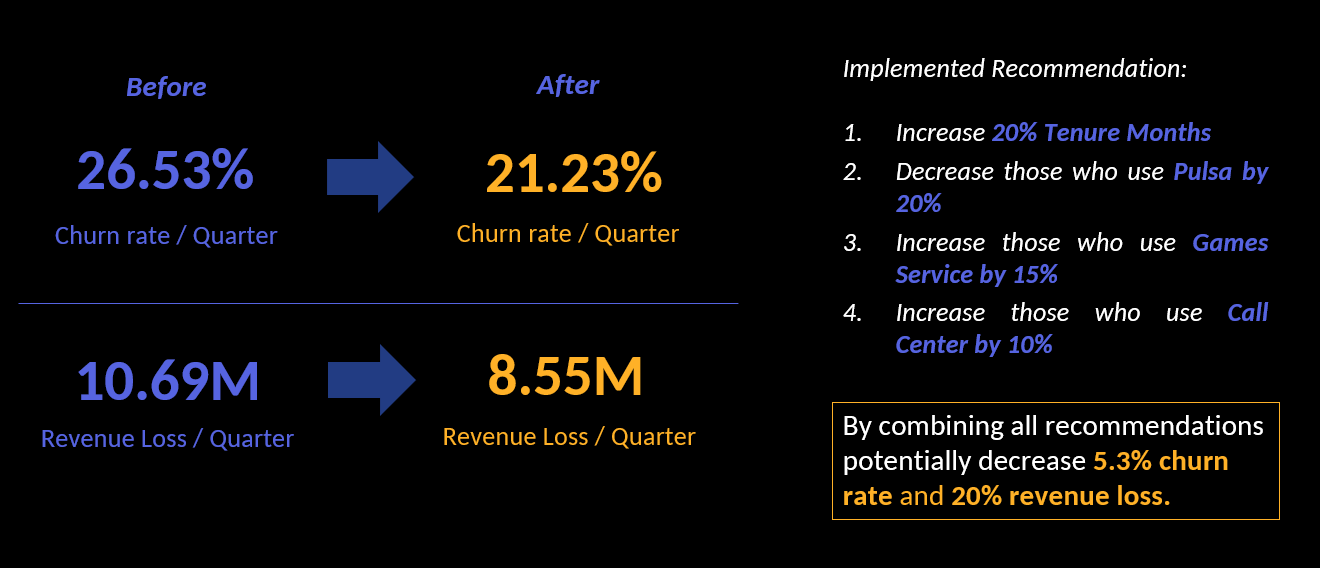 Before
After
26.53%
21.23%
Churn rate / Quarter
Churn rate / Quarter
10.69M
8.55M
Revenue Loss / Quarter
Revenue Loss / Quarter
Implemented Recommendation:
1. Increase 20% Tenure Months
2. Decrease those who use Pulsa by
20%
3. Increase those who use Games
Service by 15%
4. Increase those who use Call
Center by 10%
By combining all recommendations
potentially decrease 5.3% churn
rate and 20% revenue loss.